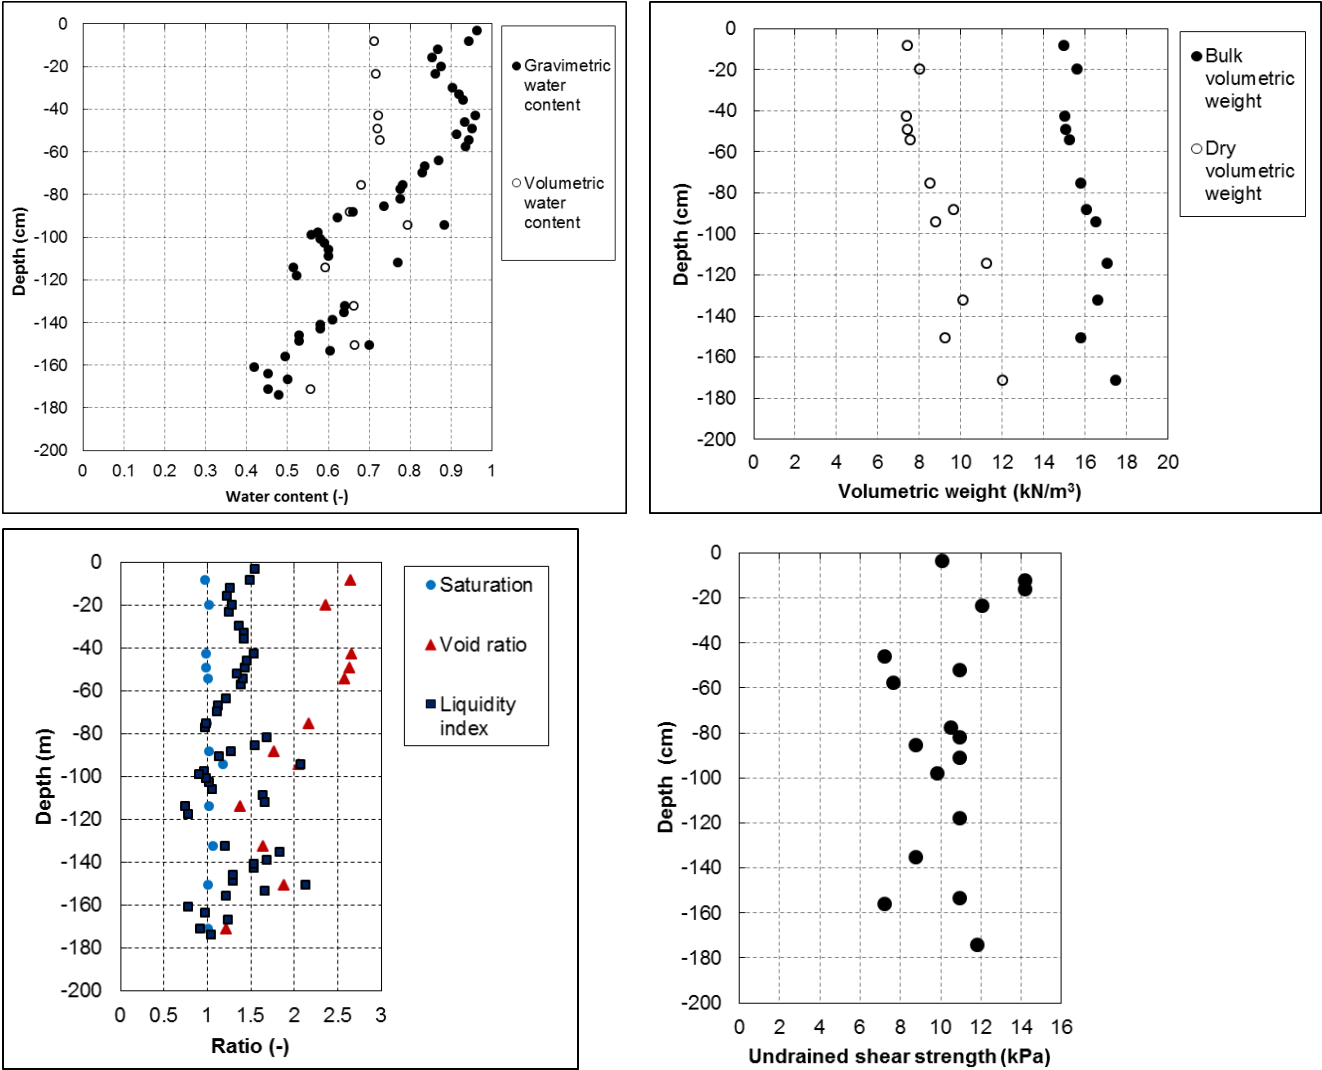 0
-20
-40
-60
-80
-100
-120
-140
-160
-180
-200
Depth (cm)
0 0.1 0.2 0.3 0.4 0.5 0.6 0.7 0.8 0.9 1
Water content (-)
Gravimetric
water
content
Volumetric
water
content
0
-20
-40
-60
-80
-100
-120
-140
-160
-180
-200
Depth (cm)
0 2 4 6 8 10 12 14 16 18 20
Volumetric weight (kN/m³)
Bulk
volumetric
weight
Dry
volumetric
weight
0
-20
-40
-60
-80
-100
-120
-140
-160
-180
-200
Depth (m)
0 0.5 1 1.5 2 2.5 3
Ratio (-)
Saturation
Void ratio
Liquidity
index
0
-20
-40
-60
-80
-100
-120
-140
-160
-180
-200
Depth (cm)
0 2 4 6 8 10 12 14 16
Undrained shear strength (kPa)